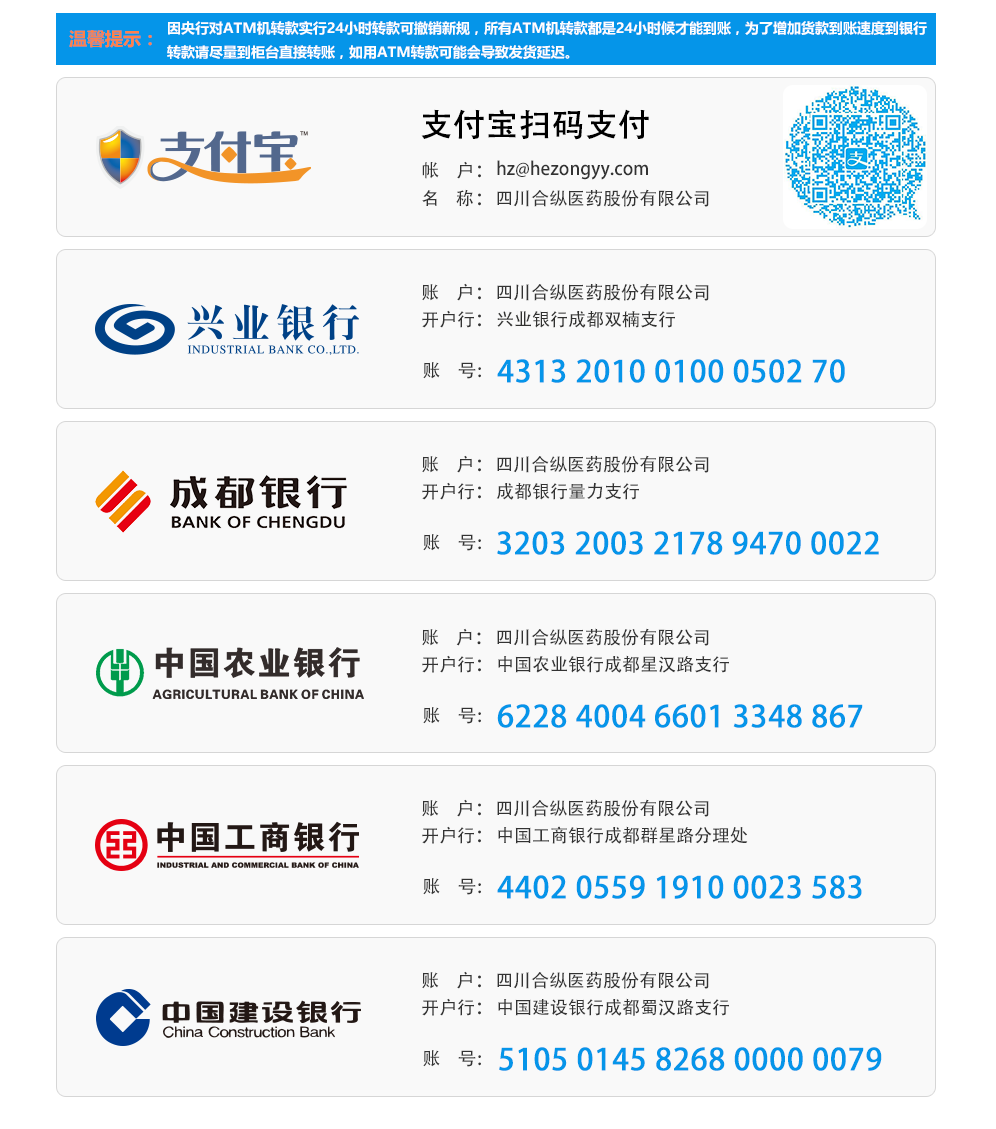 温馨提示：
因央行对ATM机转款实行24小时转款可撤销新规，所有ATM机转款都是24小时候才能到账，为了增加货款到账速度到银行
转款请尽量到柜台直接转账，如用ATM转款可能会导致发货延迟。
支付宝™
支付宝扫码支付
帐 户：hz@hezongyy.com
名 称：四川合纵医药股份有限公司
支
兴业银行
INDUSTRIAL BANK CO.,LTD.
账 户：四川合纵医药股份有限公司
开户行：兴业银行成都双楠支行
账 号：4313 2010 0100 0502 70
成都银行
BANK OF CHENGDU
账 户：四川合纵医药股份有限公司
开户行：成都银行量力支行
账 号：3203 2003 2178 9470 0022
中国农业银行
AGRICULTURAL BANK OF CHINA
账 户：四川合纵医药股份有限公司
开户行：中国农业银行成都星汉路支行
账 号：6228 4004 6601 3348 867
中国工商银行
INDUSTRIAL AND COMMERCIAL BANK OF CHINA
账 户：四川合纵医药股份有限公司
开户行：中国工商银行成都群星路分理处
账 号：4402 0559 1910 0023 583
中国建设银行
China Construction Bank
账 户：四川合纵医药股份有限公司
开户行：中国建设银行成都蜀汉路支行
账 号：5105 0145 8268 0000 0079